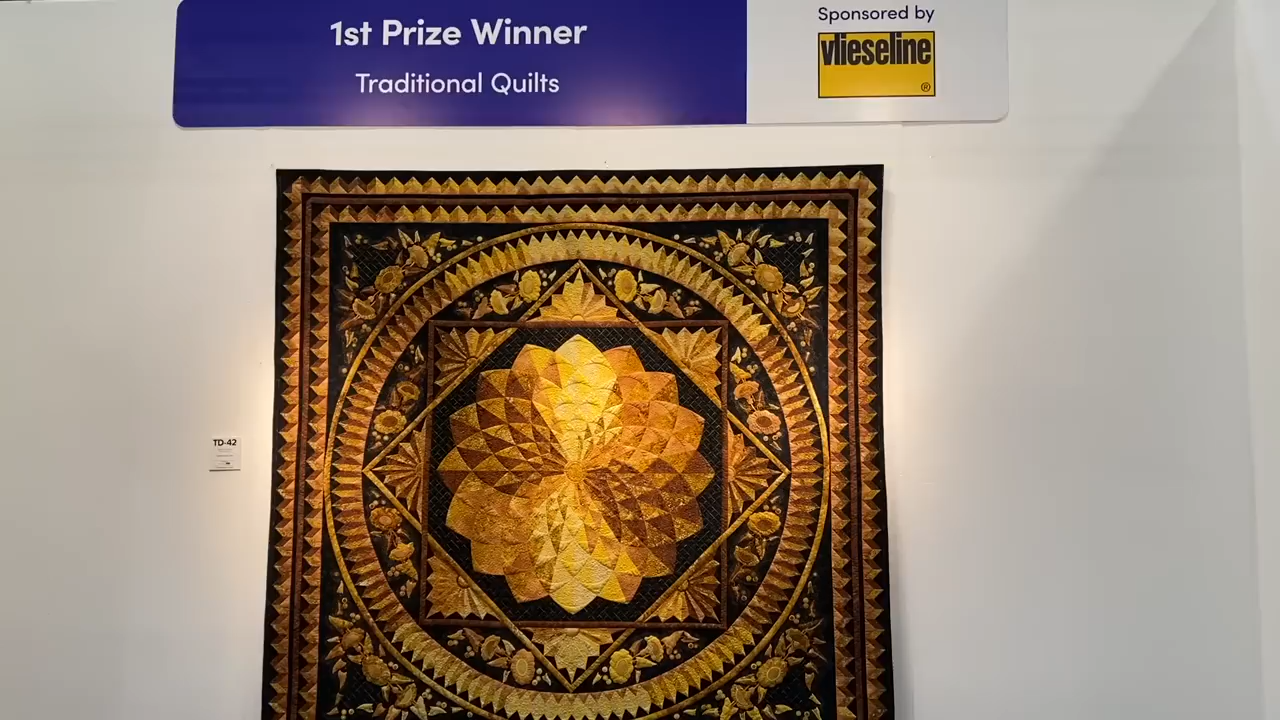 1st Prize Winner
Traditional Quilts
Sponsored by
vlieseline
®
TD-42